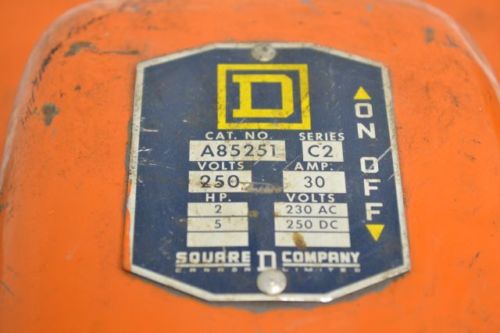 D
CAT. NO. SERIES
A85251 C2
VOLTS AMP.
250 30
HP. VOLTS
2 230 AC
5 250 DC
SQUARE D COMPANY
CANADA LIMITED
ON OFF